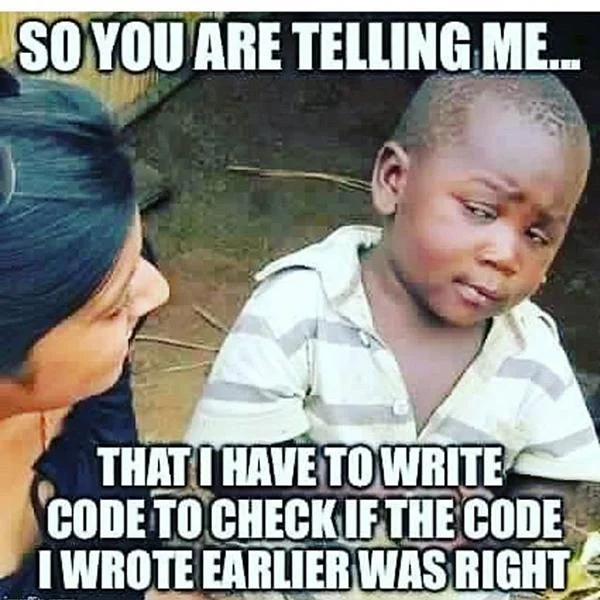 SO YOU ARE TELLING ME...
THAT I HAVE TO WRITE
CODE TO CHECK IF THE CODE
I WROTE EARLIER WAS RIGHT